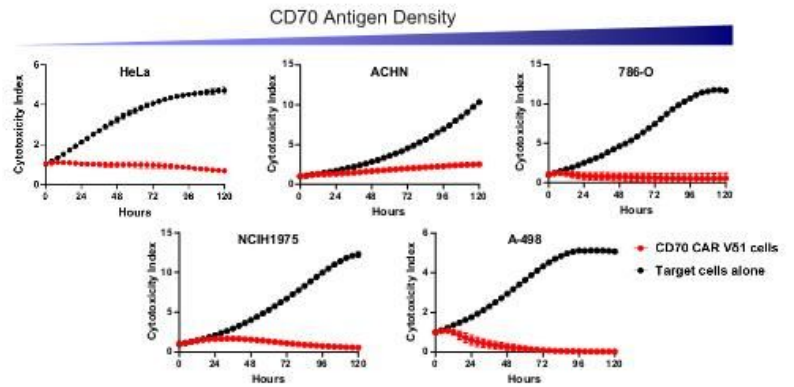 CD70 Antigen Density
HeLa
Cytotoxicity Index
6
4
2
0
0 24 48 72 96 120
Hours
ACHN
Cytotoxicity Index
15
10
5
0
0 24 48 72 96 120
Hours
786-O
Cytotoxicity Index
15
10
5
0
0 24 48 72 96 120
Hours
NCIH1975
Cytotoxicity Index
15
10
5
0
0 24 48 72 96 120
Hours
A-498
Cytotoxicity Index
6
4
2
0
0 24 48 72 96 120
Hours
CD70 CAR Vδ1 cells
Target cells alone